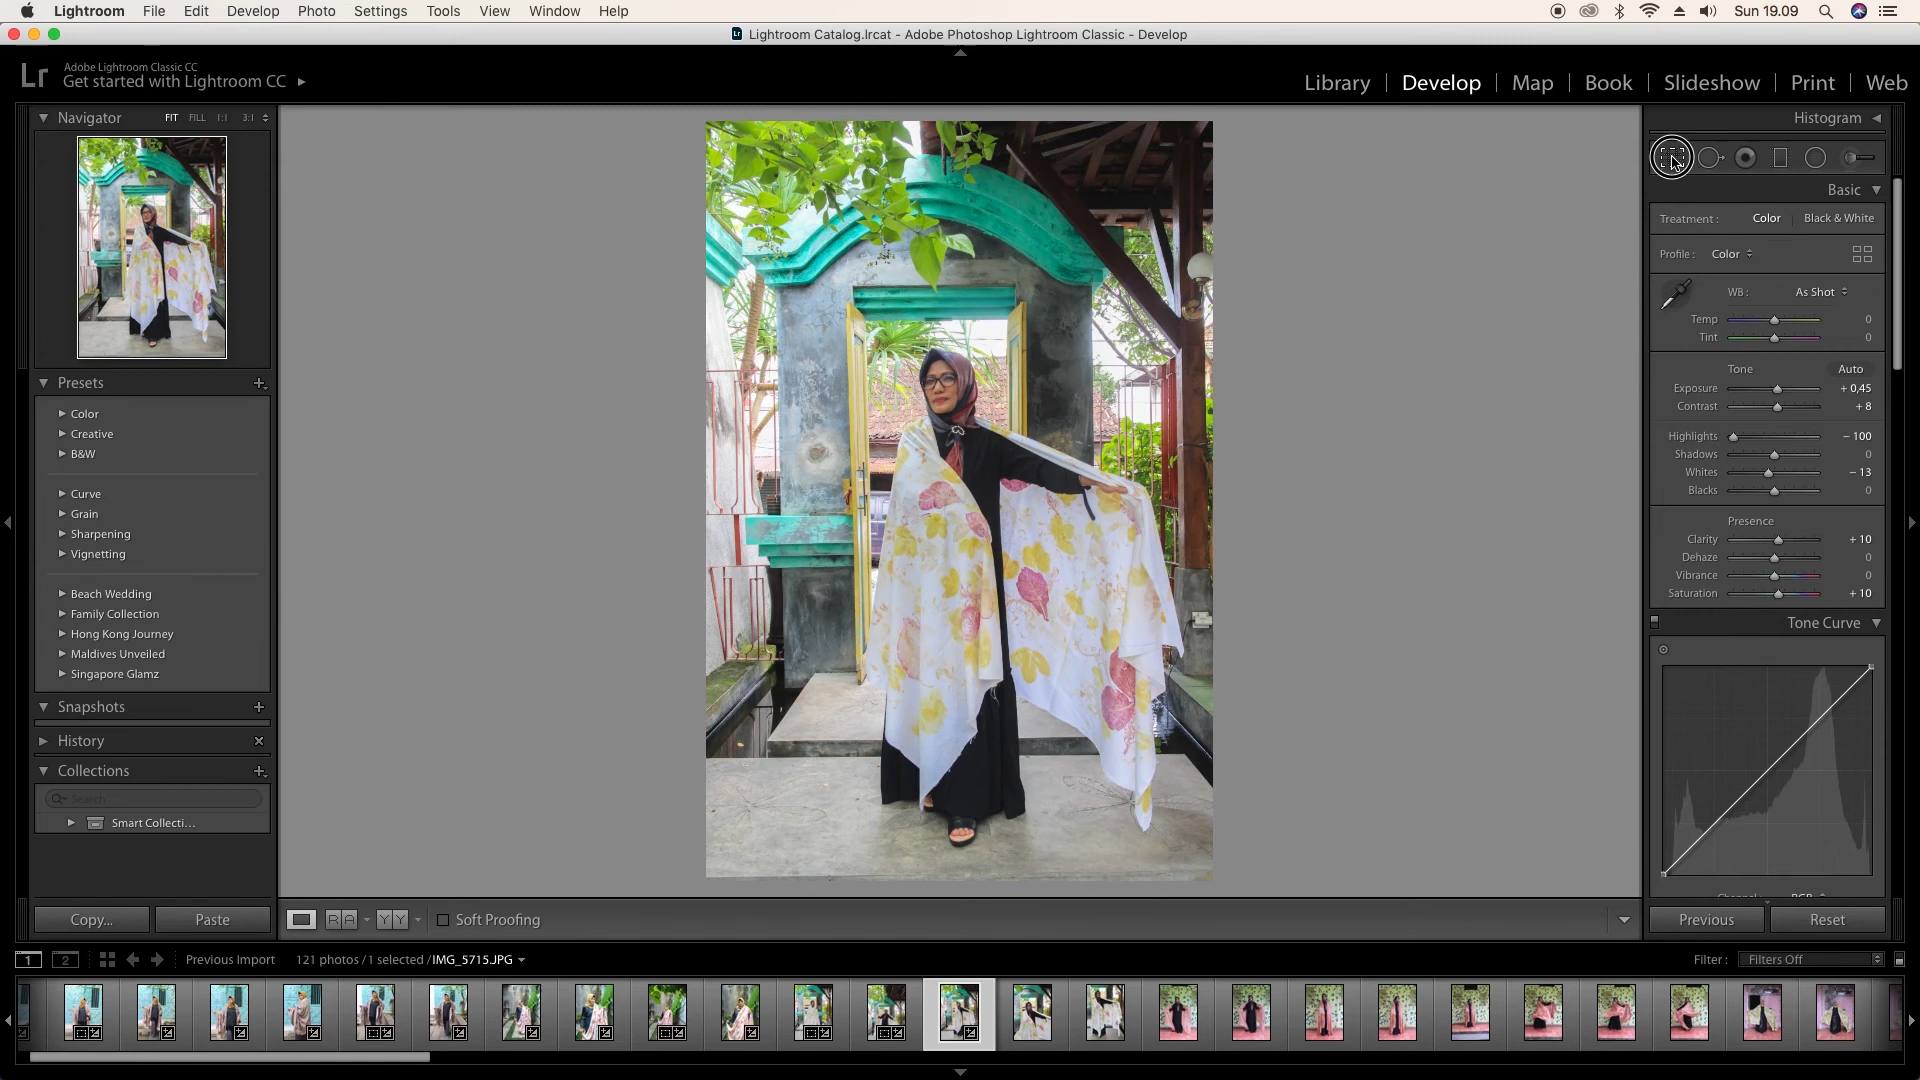 Lightroom File Edit Develop Photo Settings Tools View Window Help Sun 19.09
Lightroom Catalog.lrcat - Adobe Photoshop Lightroom Classic - Develop
Lr Adobe Lightroom Classic CC
Get started with Lightroom CC
Library Develop Map Book Slideshow Print Web
Navigator FIT FILL 1:1 3:1
Presets
Color
Creative
B&W
Curve
Grain
Sharpening
Vignetting
Beach Wedding
Family Collection
Hong Kong Journey
Maldives Unveiled
Singapore Glamz
Snapshots
History
Collections
Search
Smart Collecti...
Copy... Paste
R A Y Y Soft Proofing
Histogram
Basic
Treatment : Color Black & White
Profile : Color
WB : As Shot
Temp 0
Tint 0
Tone Auto
Exposure + 0,45
Contrast + 8
Highlights − 100
Shadows 0
Whites − 13
Blacks 0
Presence
Clarity + 10
Dehaze 0
Vibrance 0
Saturation + 10
Tone Curve
Previous Reset
1 2 Previous Import 121 photos / 1 selected / IMG_5715.JPG Filter : Filters Off